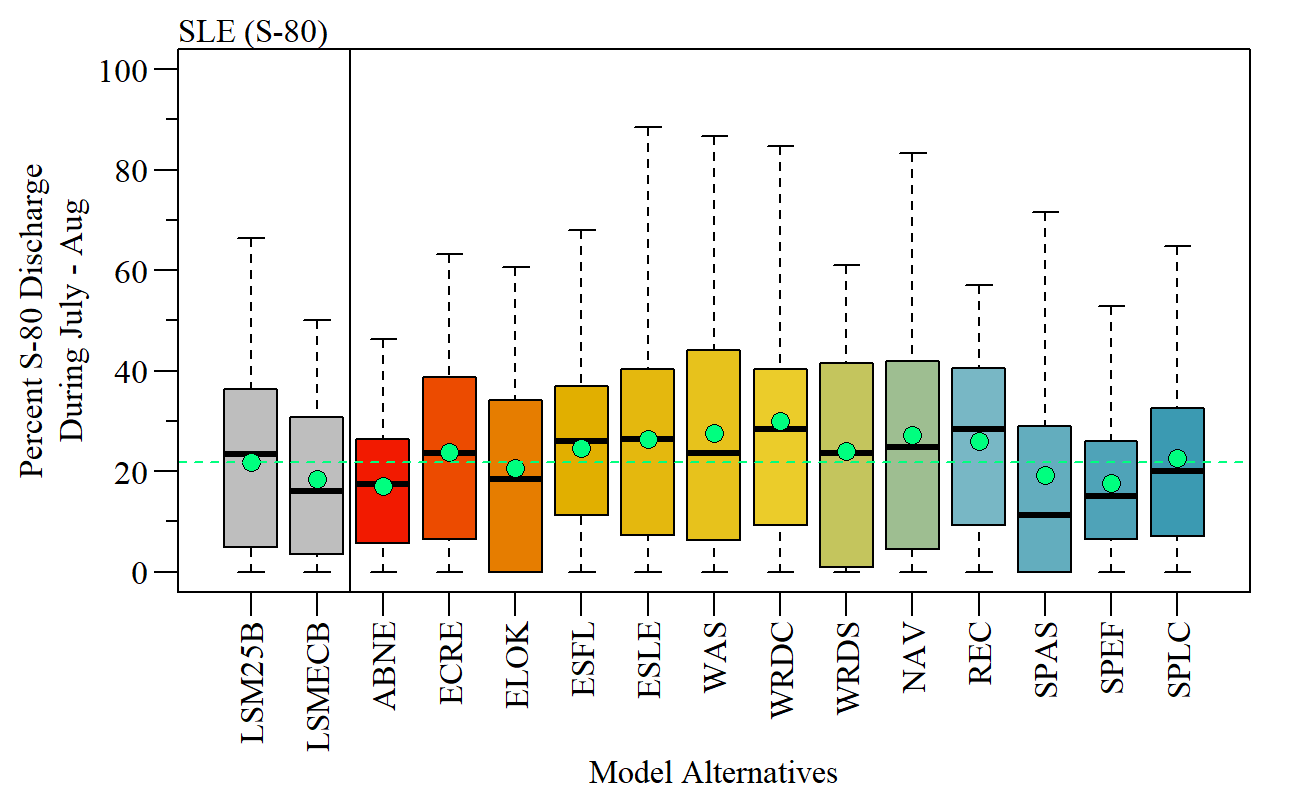 SLE (S-80)
100
80
60
40
20
0
Percent S-80 Discharge
During July - Aug
LSM25B
LSMECB
ABNE
ECRE
ELOK
ESFL
ESLE
WAS
WRDC
WRDS
NAV
REC
SPAS
SPEF
SPLC
Model Alternatives